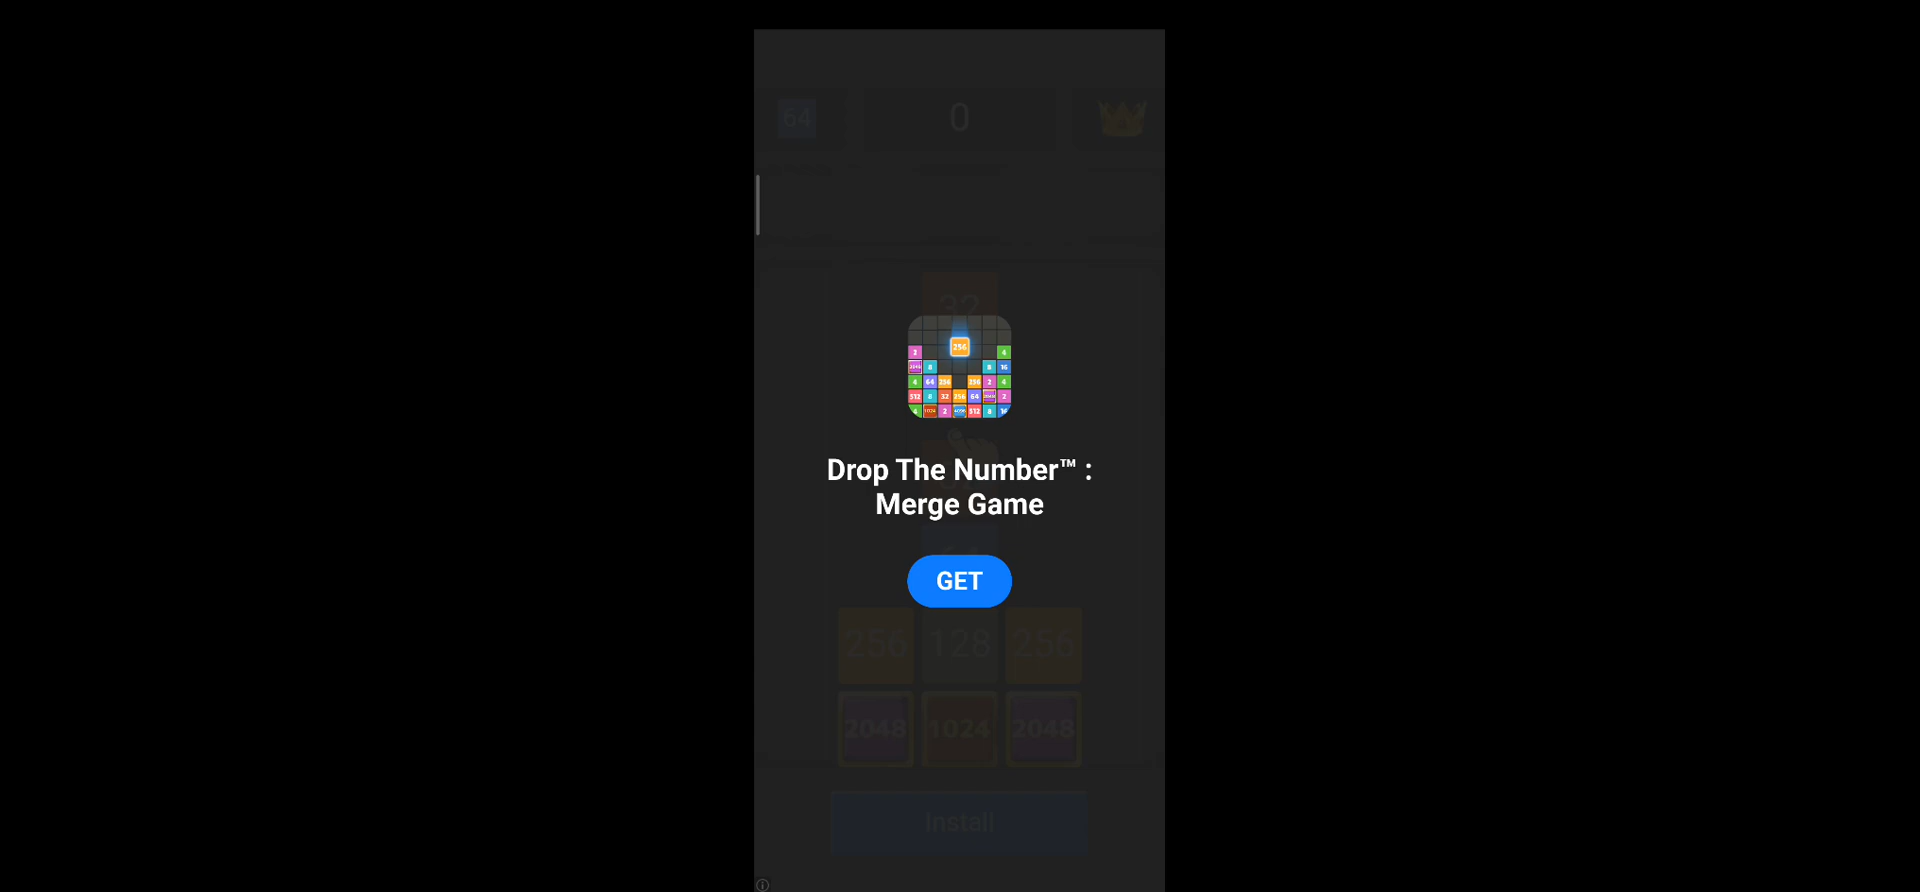 64
0
32
Drop The Number™ :
Merge Game
GET
256 128 256
2048 1024 2048
Install